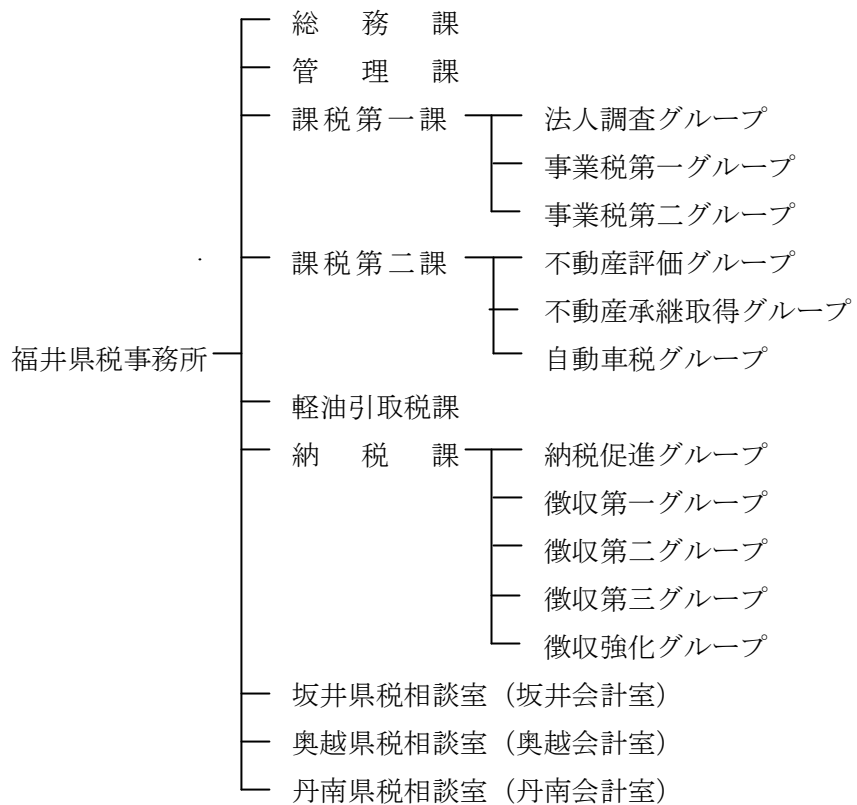 総務課
管理課
課税第一課 法人調査グループ
事業税第一グループ
事業税第二グループ
課税第二課 不動産評価グループ
不動産承継取得グループ
福井県税事務所 自動車税グループ
軽油引取税課
納税課 納税促進グループ
徴収第一グループ
徴収第二グループ
徴収第三グループ
徴収強化グループ
坂井県税相談室（坂井会計室）
奥越県税相談室（奥越会計室）
丹南県税相談室（丹南会計室）